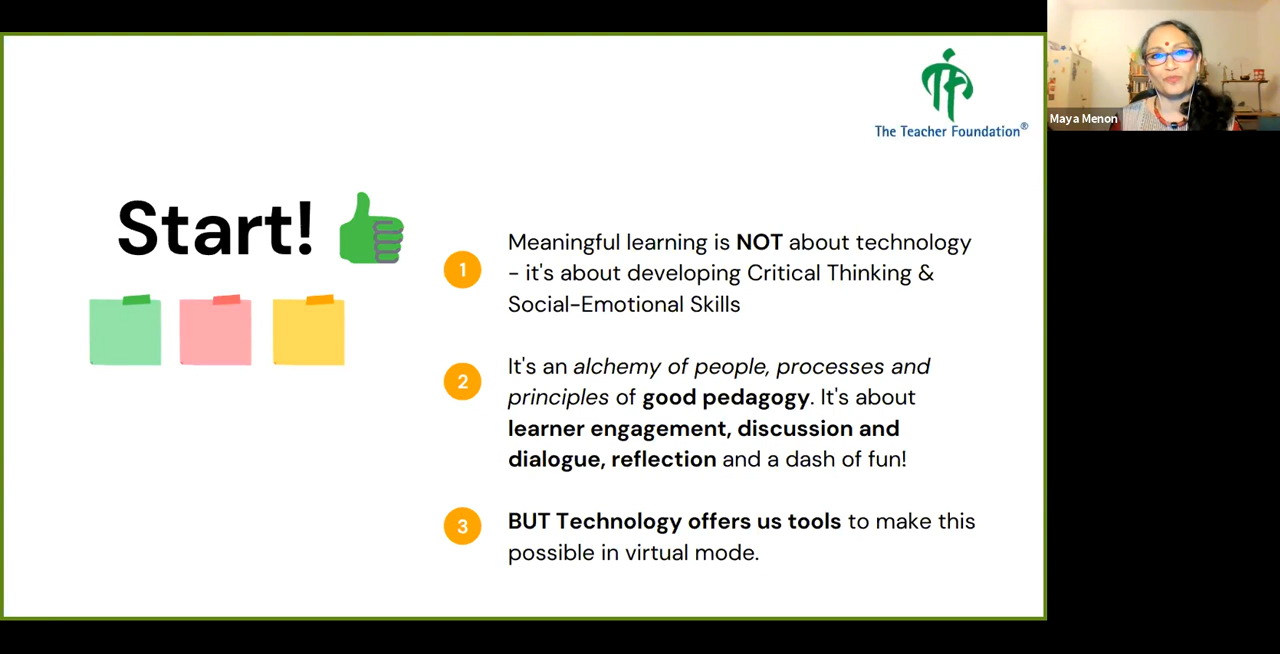 The Teacher Foundation®
Maya Menon
Start!
1
Meaningful learning is NOT about technology
- it's about developing Critical Thinking &
Social-Emotional Skills
2
It's an alchemy of people, processes and
principles of good pedagogy. It's about
learner engagement, discussion and
dialogue, reflection and a dash of fun!
3
BUT Technology offers us tools to make this
possible in virtual mode.